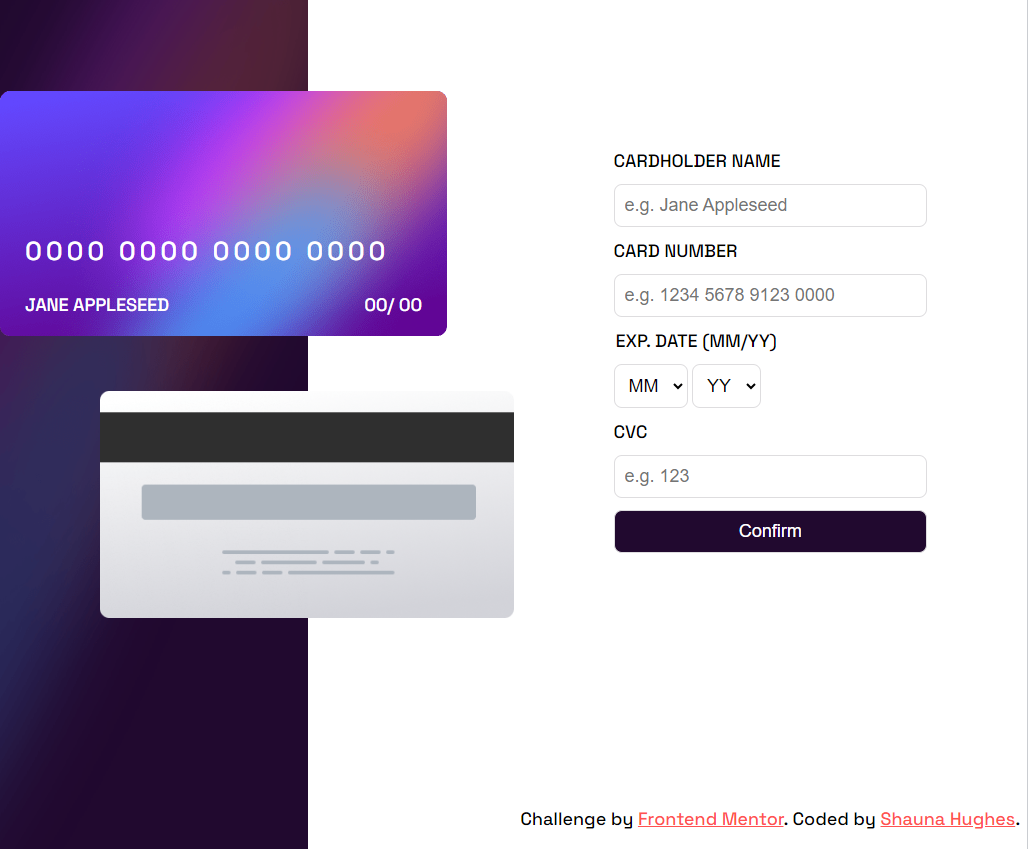 0000 0000 0000 0000
JANE APPLESEED 00/ 00
CARDHOLDER NAME
e.g. Jane Appleseed
CARD NUMBER
e.g. 1234 5678 9123 0000
EXP. DATE (MM/YY)
MM YY
CVC
e.g. 123
Confirm
Challenge by Frontend Mentor. Coded by Shauna Hughes.